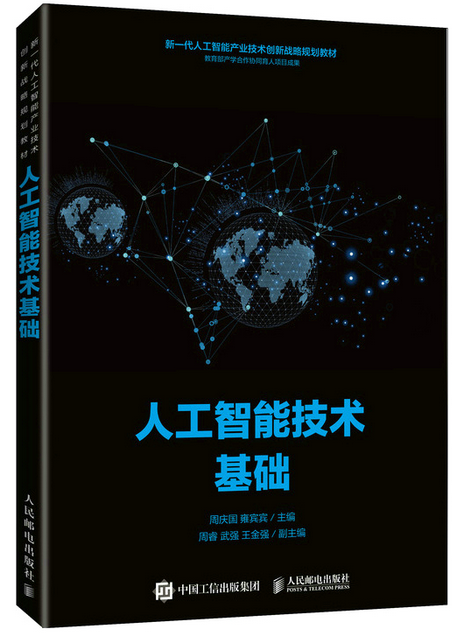 新一代人工智能产业技术创新战略规划教材
教育部产学合作协同育人项目成果
人工智能技术
基础
周庆国 雍宾宾 / 主编
周睿 武强 王金强 / 副主编
中国工信出版集团
人民邮电出版社
POSTS & TELECOM PRESS
新一代人工智能产业技术
创新战略规划教材
人工智能技术基础
人民邮电出版社